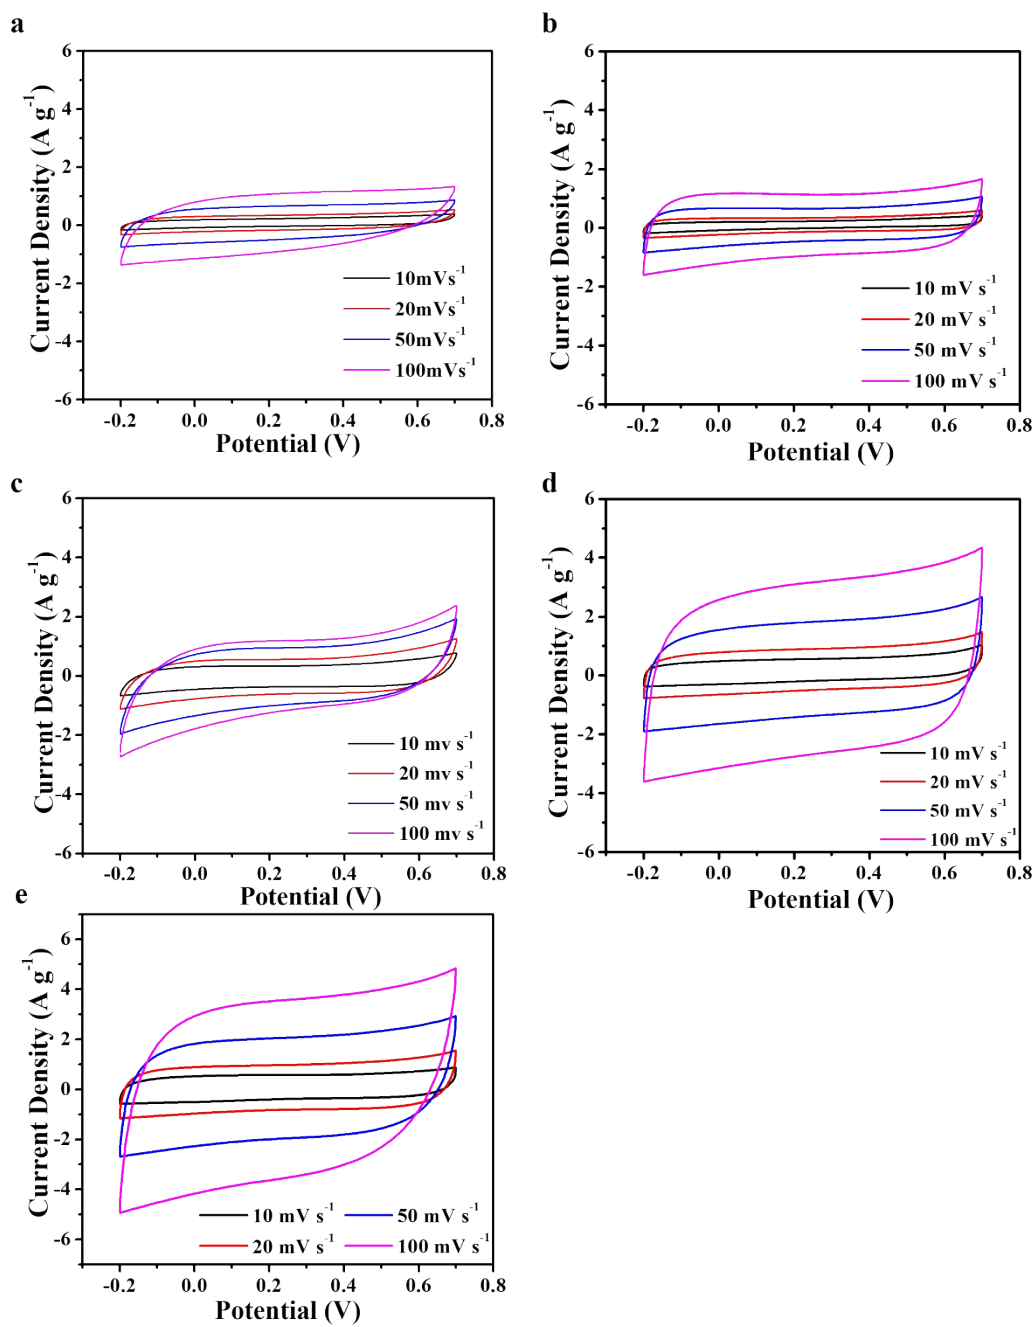 a
6
4
2
0
-2
-4
-6
-0.2 0.0 0.2 0.4 0.6 0.8
Current Density (A g⁻¹)
Potential (V)
10mVs⁻¹
20mVs⁻¹
50mVs⁻¹
100mVs⁻¹
b
6
4
2
0
-2
-4
-6
-0.2 0.0 0.2 0.4 0.6 0.8
Current Density (A g⁻¹)
Potential (V)
10 mV s⁻¹
20 mV s⁻¹
50 mV s⁻¹
100 mV s⁻¹
c
6
4
2
0
-2
-4
-6
-0.2 0.0 0.2 0.4 0.6 0.8
Current Density (A g⁻¹)
Potential (V)
10 mv s⁻¹
20 mv s⁻¹
50 mv s⁻¹
100 mv s⁻¹
d
6
4
2
0
-2
-4
-6
-0.2 0.0 0.2 0.4 0.6 0.8
Current Density (A g⁻¹)
Potential (V)
10 mV s⁻¹
20 mV s⁻¹
50 mV s⁻¹
100 mV s⁻¹
e
6
4
2
0
-2
-4
-6
-0.2 0.0 0.2 0.4 0.6 0.8
Current Density (A g⁻¹)
Potential (V)
10 mV s⁻¹ 50 mV s⁻¹
20 mV s⁻¹ 100 mV s⁻¹